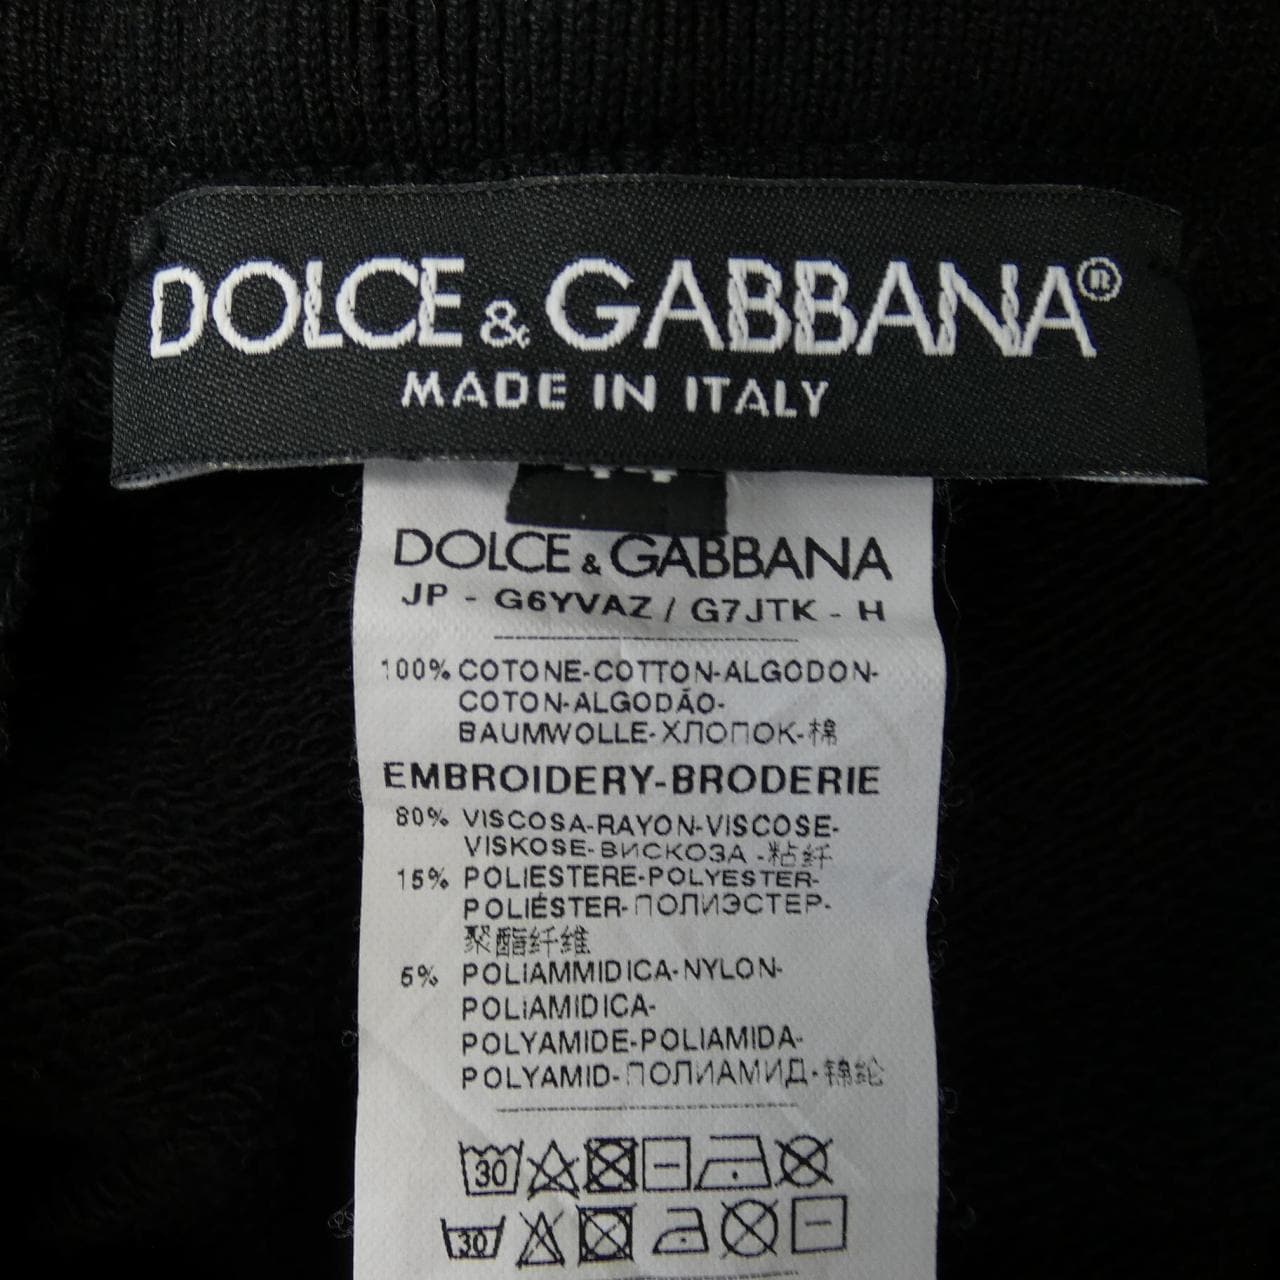 DOLCE & GABBANA®
MADE IN ITALY
DOLCE & GABBANA
JP - G6YVAZ / G7JTK - H
100% COTONE-COTTON-ALGODON-
COTON-ALGODÃO-
BAUMWOLLE-ХЛОПОК-棉
EMBROIDERY-BRODERIE
80% VISCOSA-RAYON-VISCOSE-
VISKOSE-ВИСКОЗА -粘纤
15% POLIESTERE-POLYESTER-
POLIÉSTER-ПОЛИЭСТЕР-
聚酯纤维
5% POLIAMMIDICA-NYLON-
POLIAMIDICA-
POLYAMIDE-POLIAMIDA-
POLYAMID-ПОЛИАМИД-锦纶
30
30